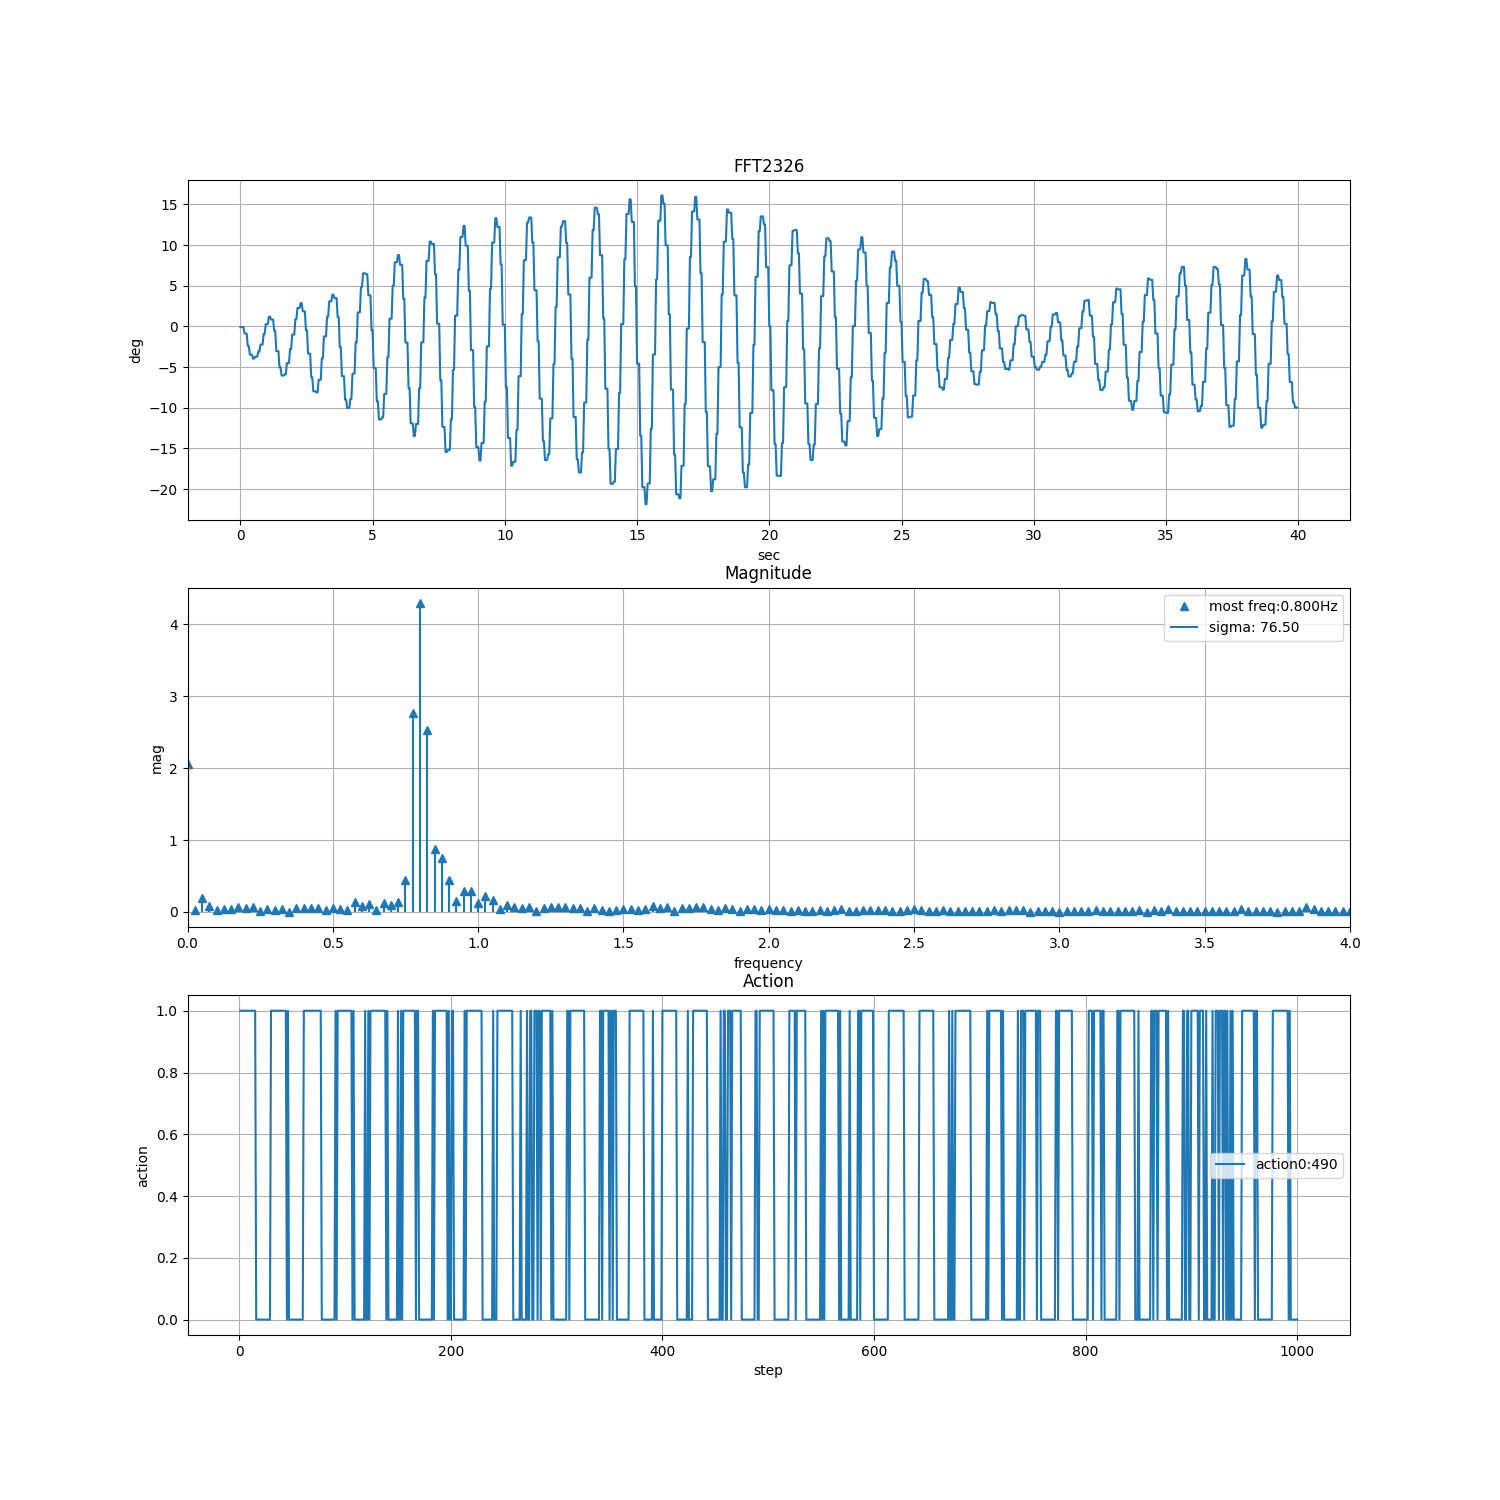 FFT2326
15
10
5
0
−5
−10
−15
−20
deg
0 5 10 15 20 25 30 35 40
sec
Magnitude
most freq:0.800Hz
sigma: 76.50
4
3
2
1
0
mag
0.0 0.5 1.0 1.5 2.0 2.5 3.0 3.5 4.0
frequency
Action
1.0
0.8
0.6
0.4
0.2
0.0
action
action0:490
0 200 400 600 800 1000
step